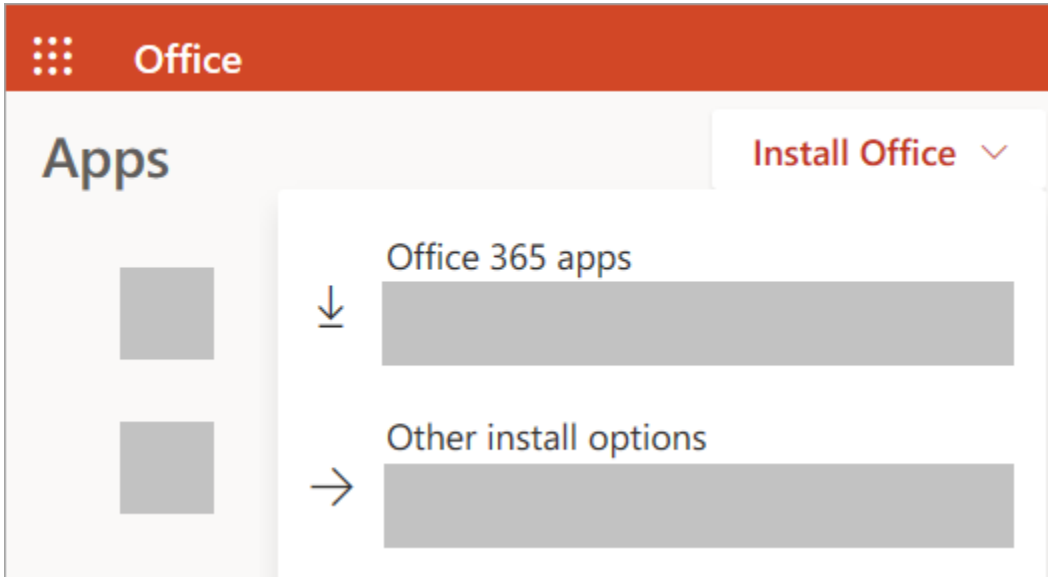 Office
Apps
Install Office
Office 365 apps
Other install options